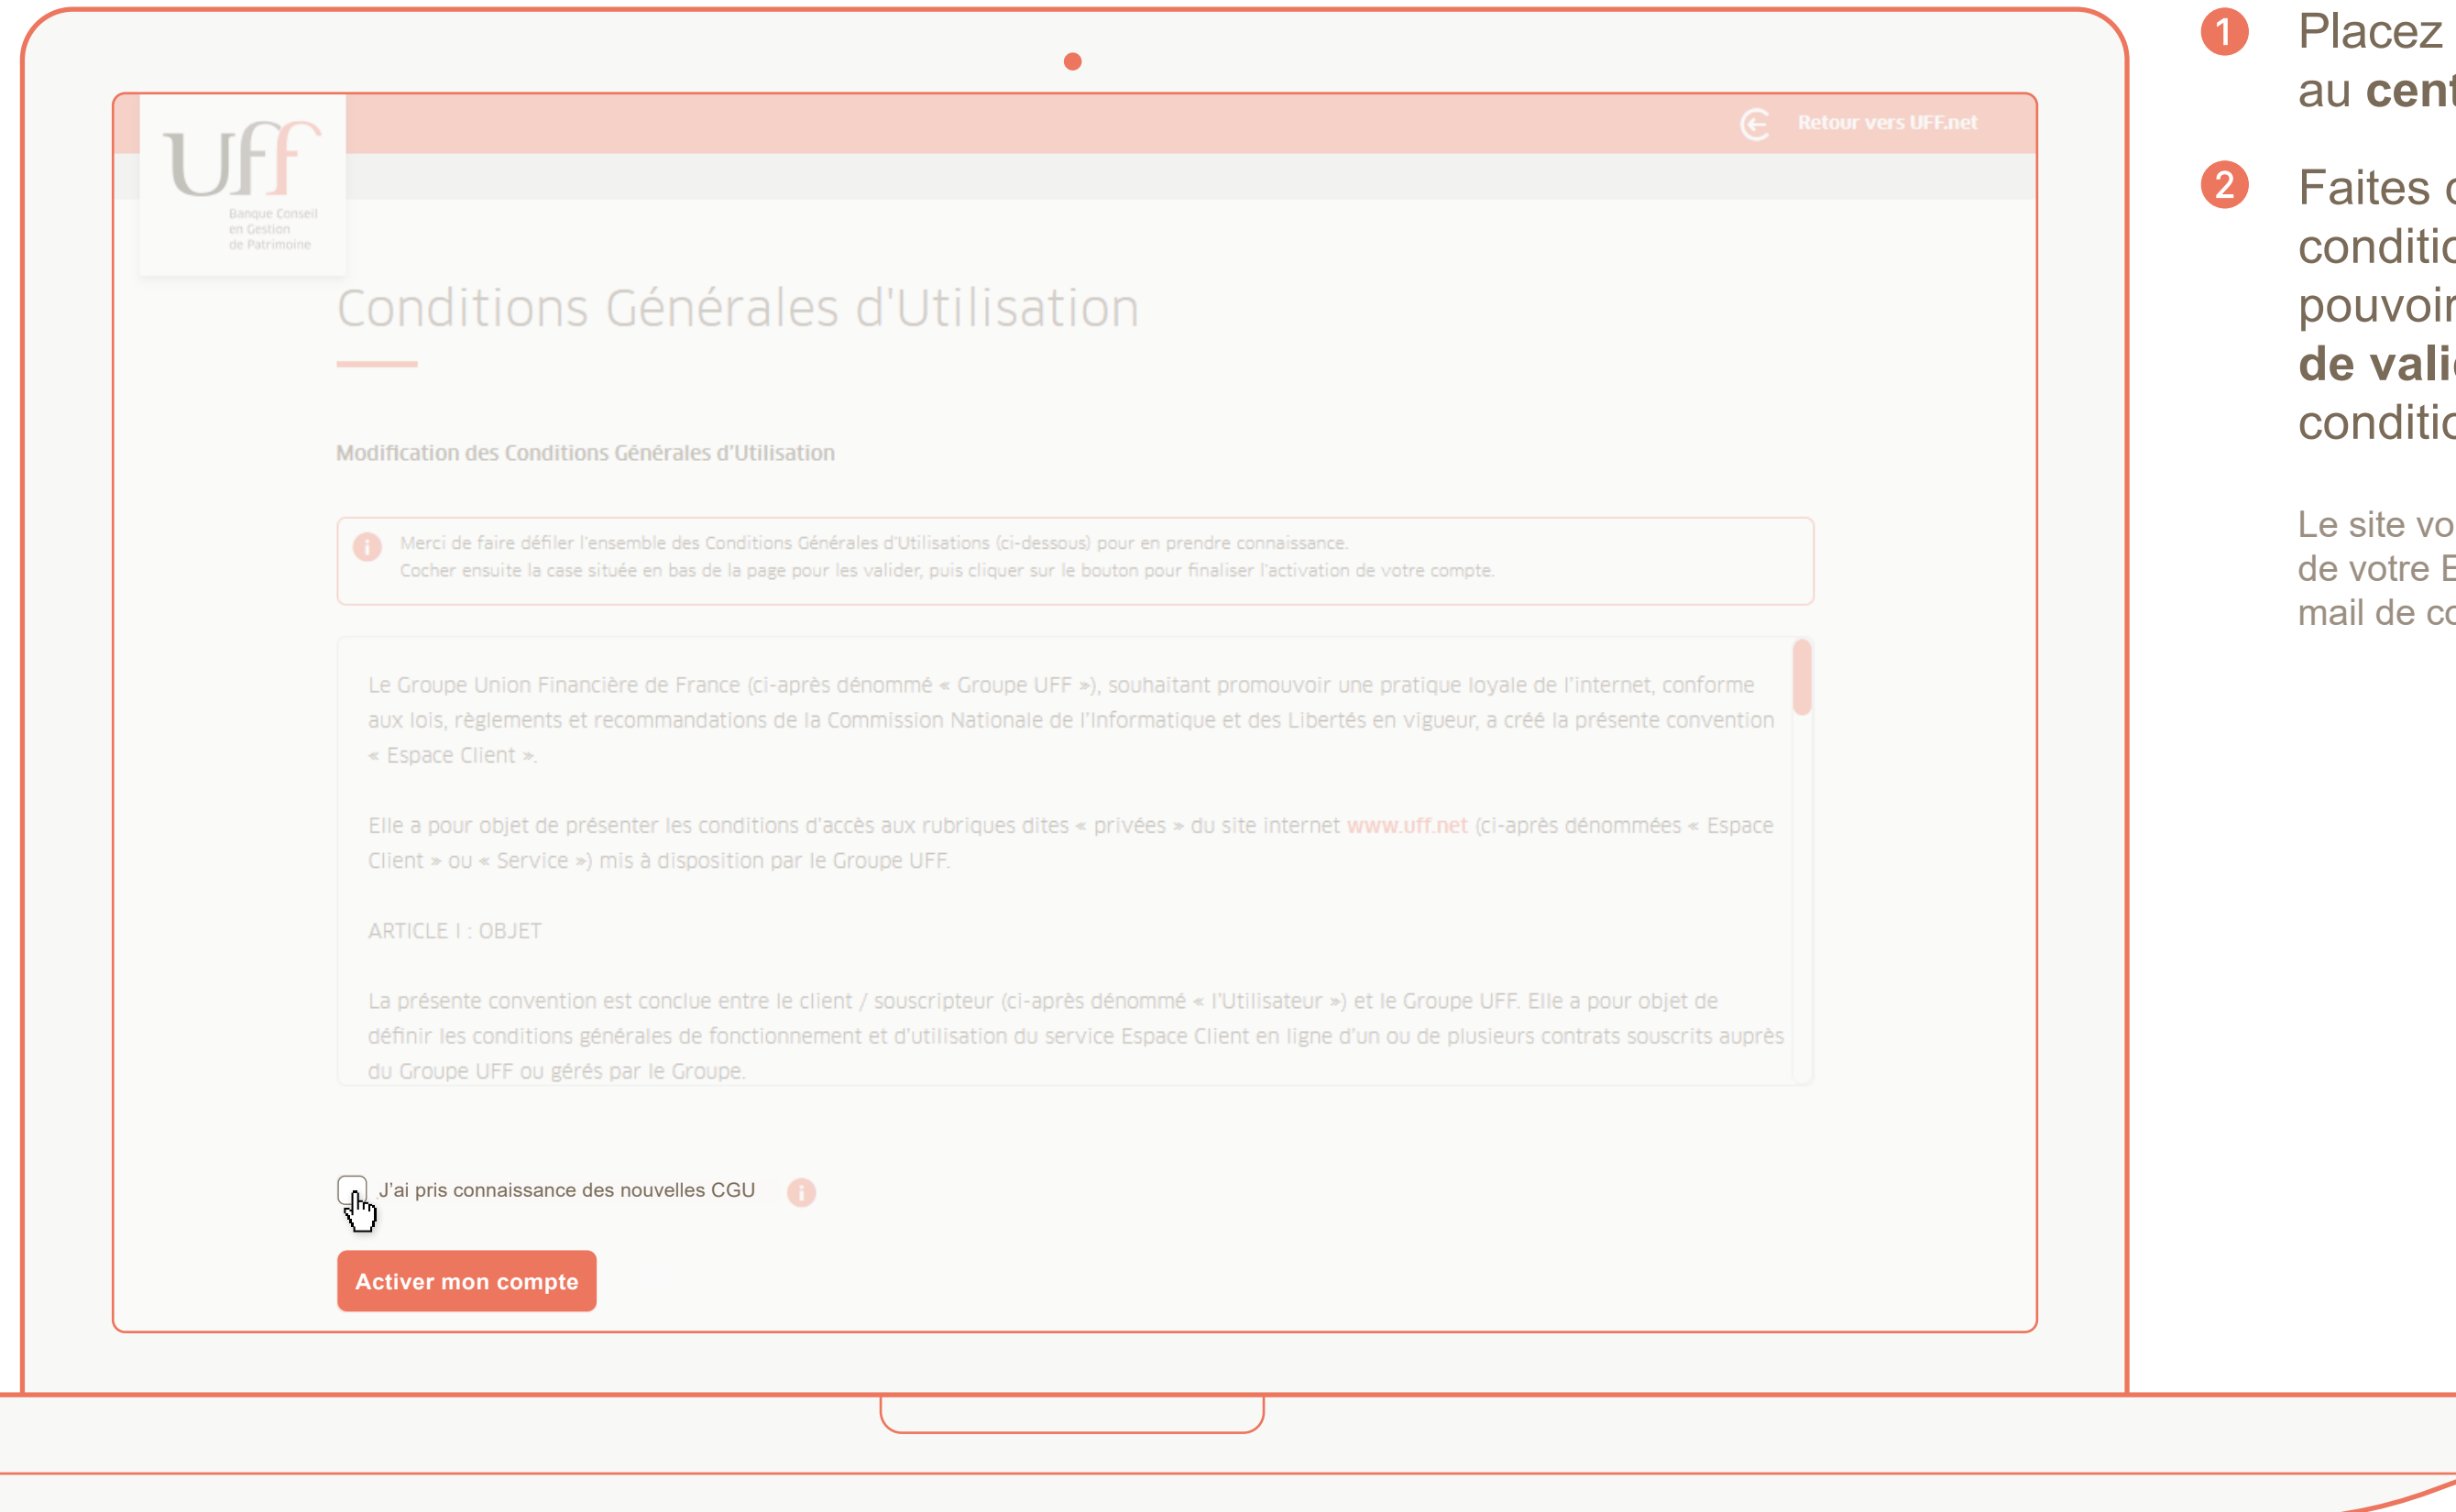 Retour vers UFF.net
uff
Banque Conseil
en Gestion
de Patrimoine
Conditions Générales d'Utilisation
Modification des Conditions Générales d'Utilisation
i Merci de faire défiler l'ensemble des Conditions Générales d'Utilisations (ci-dessous) pour en prendre connaissance.
Cocher ensuite la case située en bas de la page pour les valider, puis cliquer sur le bouton pour finaliser l'activation de votre compte.
Le Groupe Union Financière de France (ci-après dénommé « Groupe UFF »), souhaitant promouvoir une pratique loyale de l'internet, conforme
aux lois, règlements et recommandations de la Commission Nationale de l'Informatique et des Libertés en vigueur, a créé la présente convention
« Espace Client ».
Elle a pour objet de présenter les conditions d'accès aux rubriques dites « privées » du site internet www.uff.net (ci-après dénommées « Espace
Client » ou « Service ») mis à disposition par le Groupe UFF.
ARTICLE I : OBJET
La présente convention est conclue entre le client / souscripteur (ci-après dénommé « l'Utilisateur ») et le Groupe UFF. Elle a pour objet de
définir les conditions générales de fonctionnement et d'utilisation du service Espace Client en ligne d'un ou de plusieurs contrats souscrits auprès
du Groupe UFF ou gérés par le Groupe.
J'ai pris connaissance des nouvelles CGU i
Activer mon compte
1 Placez
au
2 Faites
pouvoir
de
Le site
de votre
mail de